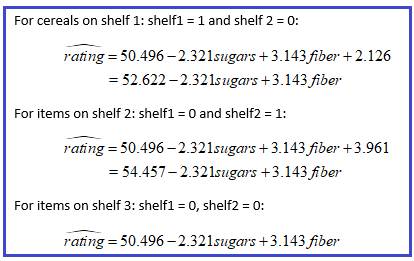 For cereals on shelf 1: shelf1 = 1 and shelf 2 = 0:
rating = 50.496 − 2.321sugars + 3.143 fiber + 2.126
= 52.622 − 2.321sugars + 3.143 fiber
For items on shelf 2: shelf1 = 0 and shelf2 = 1:
rating = 50.496 − 2.321sugars + 3.143 fiber + 3.961
= 54.457 − 2.321sugars + 3.143 fiber
For items on shelf 3: shelf1 = 0, shelf2 = 0:
rating = 50.496 − 2.321sugars + 3.143 fiber